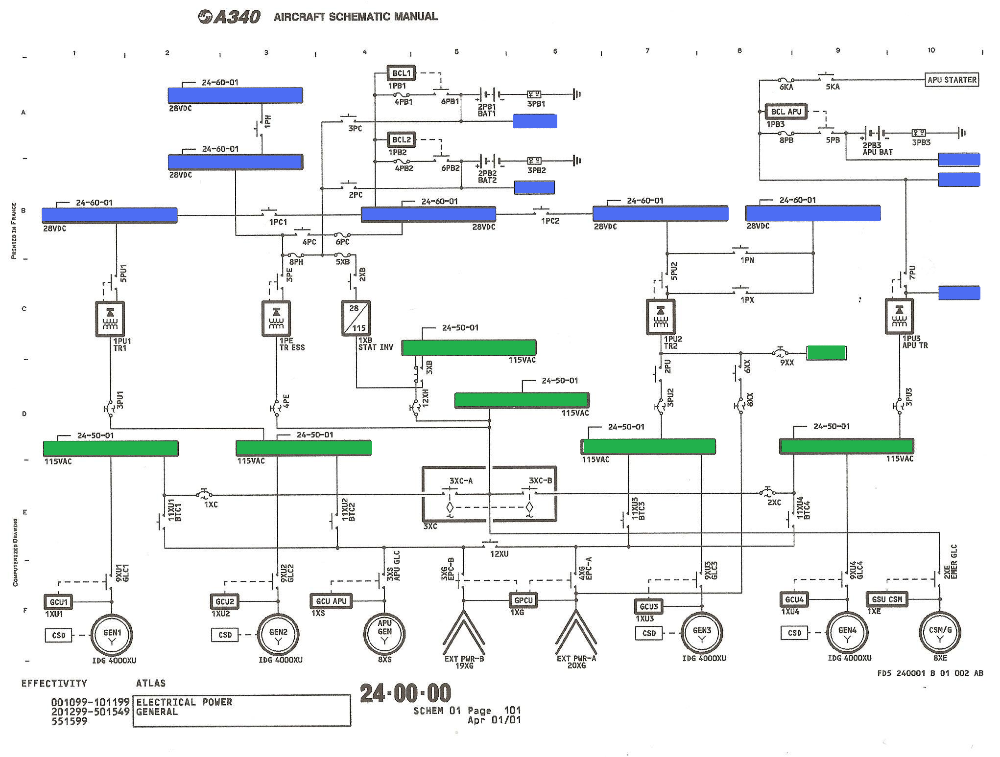 A340 AIRCRAFT SCHEMATIC MANUAL
1 2 3 4 5 6 7 8 9 10
A
B
C
D
E
F
PRINTED IN FRANCE
COMPUTERIZED DRAWING
24-60-01
28VDC
1PH
24-60-01
28VDC
BCL1
1PB1
4PB1
6PB1
2PB1
BAT1
3PB1
3PC
BCL2
1PB2
4PB2
6PB2
2PB2
BAT2
3PB2
2PC
6KA
5KA
APU STARTER
BCL APU
1PB3
8PB
5PB
2PB3
APU BAT
3PB3
24-60-01
28VDC
1PC1
24-60-01
28VDC
1PC2
24-60-01
28VDC
24-60-01
28VDC
4PC
6PC
8PH
5XB
1PN
1PX
5PU1
3PE
2XB
5PU2
7PU
1PU1
TR1
1PE
TR ESS
28
115
1XB
STAT INV
1PU2
TR2
1PU3
APU TR
24-50-01
115VAC
3XB
12XH
24-50-01
115VAC
2PU
6XX
9XX
3PU1
4PE
3PU2
8XX
3PU3
24-50-01
115VAC
24-50-01
115VAC
24-50-01
115VAC
24-50-01
115VAC
1XC
3XC-A
3XC-B
3XC
2XC
11XU1
BTC1
11XU2
BTC2
11XU3
BTC3
11XU4
BTC4
12XU
9XU1
GLC1
9XU2
GLC2
3XS
APU GLC
3XG
EPC-B
4XG
EPC-A
9XU3
GLC3
9XU4
GLC4
2XE
EMER GLC
GCU1
1XU1
GCU2
1XU2
GCU APU
1XS
GPCU
1XG
GCU3
1XU3
GCU4
1XU4
GSU CSM
1XE
CSD
GEN1
Y
IDG 4000XU
CSD
GEN2
Y
IDG 4000XU
APU
GEN
Y
8XS
EXT PWR-B
19XG
EXT PWR-A
20XG
CSD
GEN3
Y
IDG 4000XU
CSD
GEN4
Y
IDG 4000XU
CSM/G
Y
8XE
FD5 240001 B 01 002 AB
EFFECTIVITY ATLAS
001099-101199 ELECTRICAL POWER
201299-501549 GENERAL
551599
24-00-00
SCHEM 01 Page 101
Apr 01/01